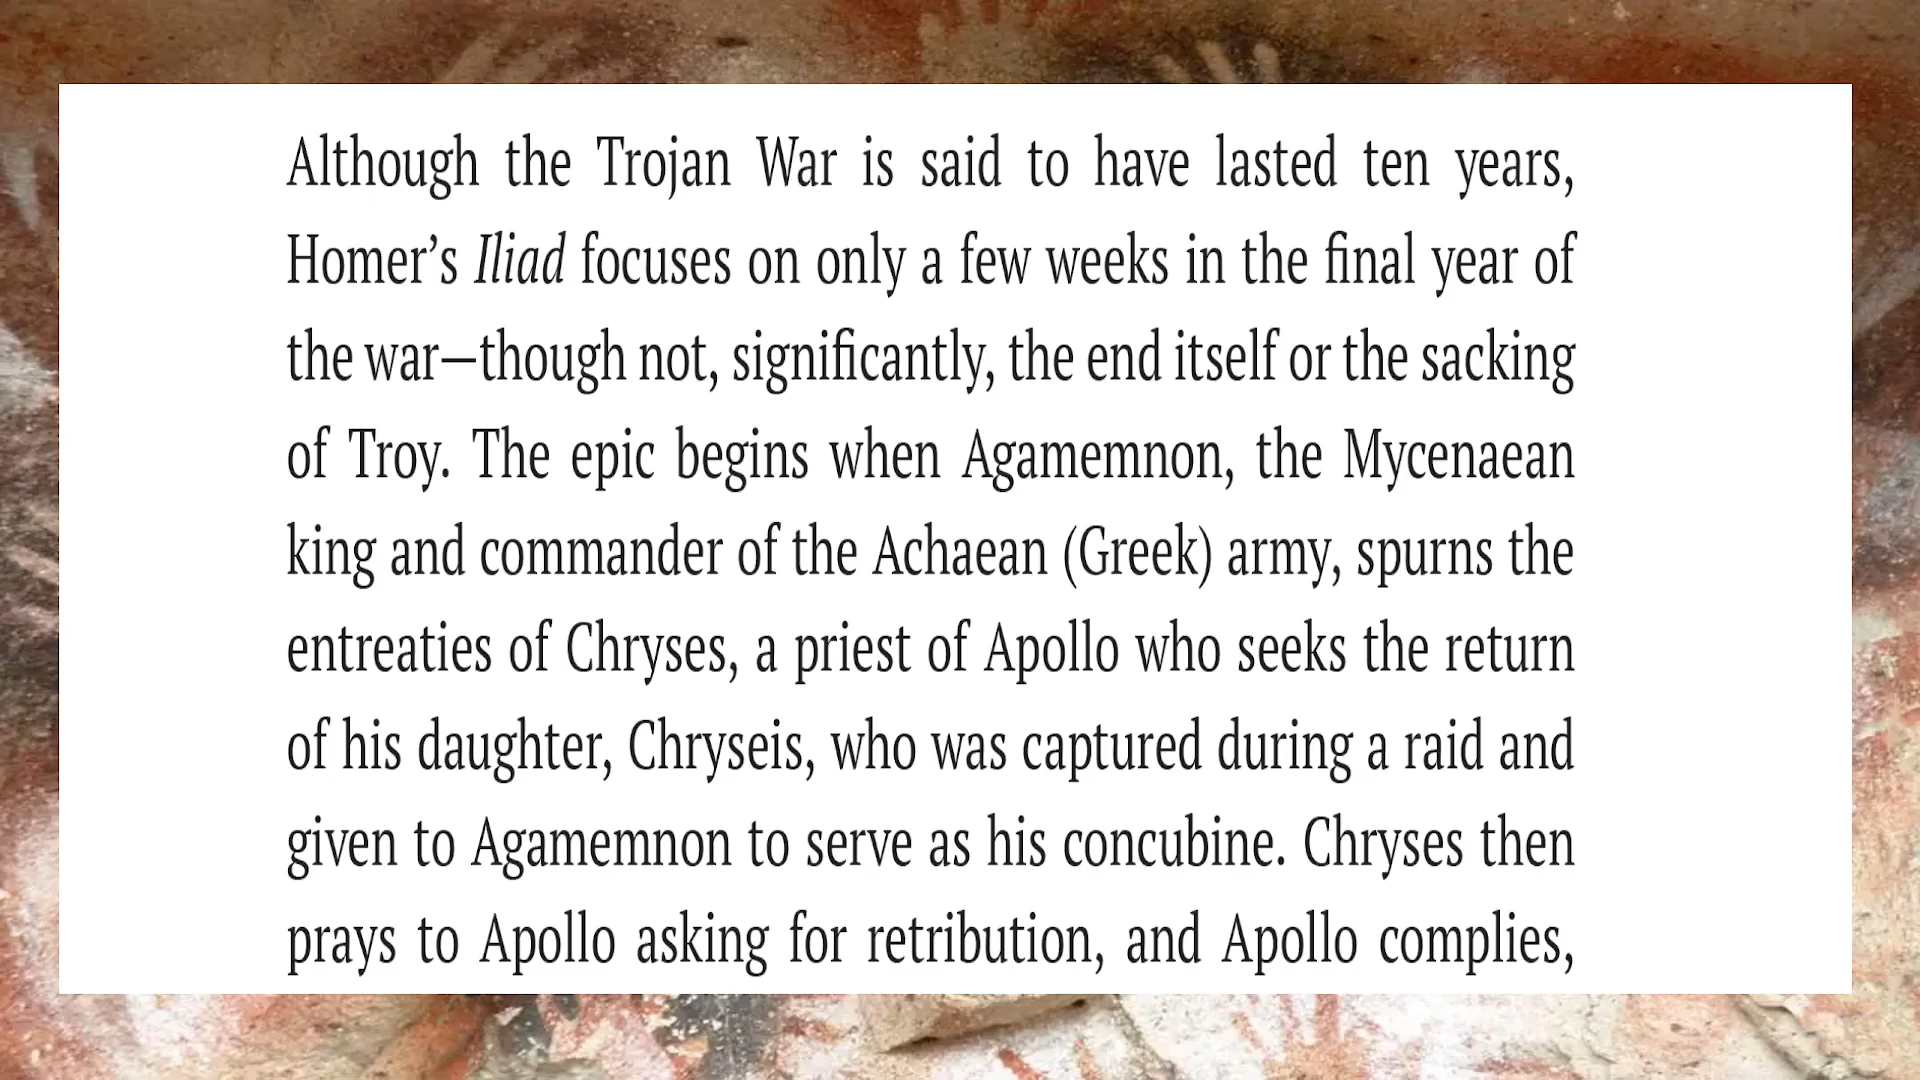 Although the Trojan War is said to have lasted ten years,
Homer’s Iliad focuses on only a few weeks in the final year of
the war—though not, significantly, the end itself or the sacking
of Troy. The epic begins when Agamemnon, the Mycenaean
king and commander of the Achaean (Greek) army, spurns the
entreaties of Chryses, a priest of Apollo who seeks the return
of his daughter, Chryseis, who was captured during a raid and
given to Agamemnon to serve as his concubine. Chryses then
prays to Apollo asking for retribution, and Apollo complies,